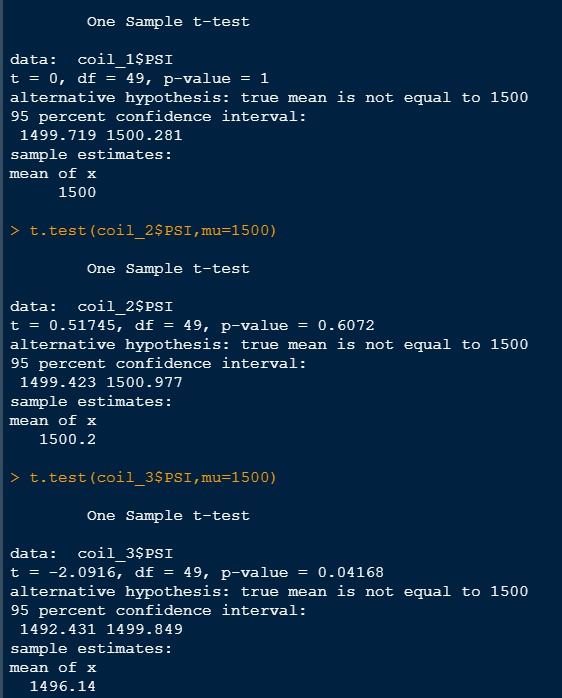 One Sample t-test
data:  coil_1$PSI
t = 0, df = 49, p-value = 1
alternative hypothesis: true mean is not equal to 1500
95 percent confidence interval:
 1499.719 1500.281
sample estimates:
mean of x
     1500
> t.test(coil_2$PSI,mu=1500)
One Sample t-test
data:  coil_2$PSI
t = 0.51745, df = 49, p-value = 0.6072
alternative hypothesis: true mean is not equal to 1500
95 percent confidence interval:
 1499.423 1500.977
sample estimates:
mean of x
   1500.2
> t.test(coil_3$PSI,mu=1500)
One Sample t-test
data:  coil_3$PSI
t = -2.0916, df = 49, p-value = 0.04168
alternative hypothesis: true mean is not equal to 1500
95 percent confidence interval:
 1492.431 1499.849
sample estimates:
mean of x
  1496.14